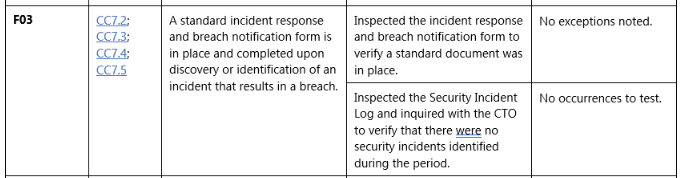 F03
CC7.2;
CC7.3;
CC7.4;
CC7.5
A standard incident response
and breach notification form is
in place and completed upon
discovery or identification of an
incident that results in a breach.
Inspected the incident response
and breach notification form to
verify a standard document was
in place.
No exceptions noted.
Inspected the Security Incident
Log and inquired with the CTO
to verify that there were no
security incidents identified
during the period.
No occurrences to test.